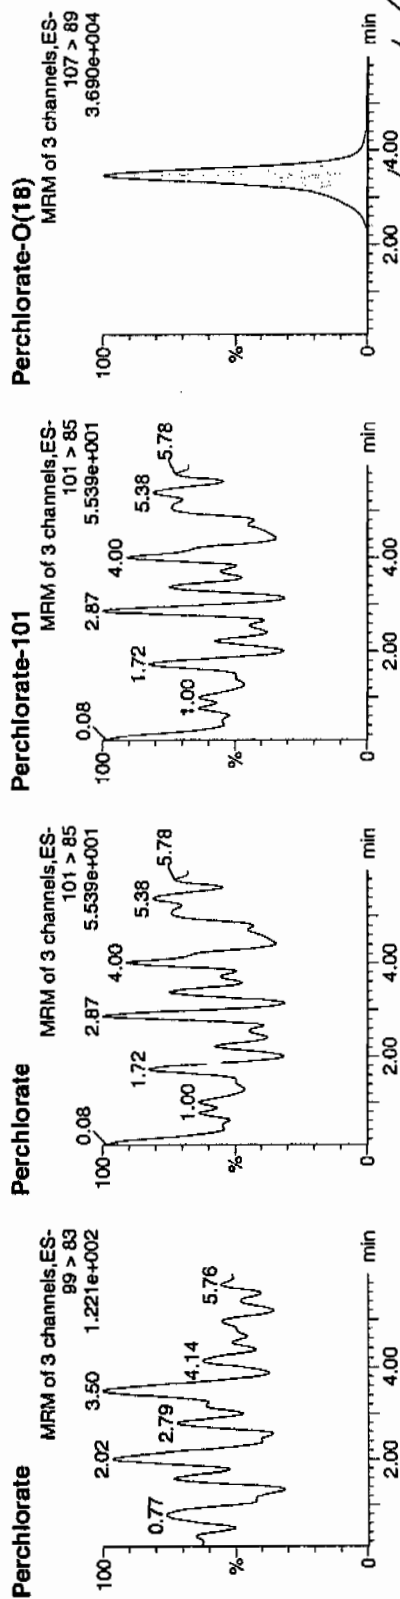 Perchlorate
MRM of 3 channels,ES-
99 > 83
1.221e+002
100
%
0
0.77
2.02
2.79
3.50
4.14
5.76
2.00
4.00
min
Perchlorate
MRM of 3 channels,ES-
101 > 85
5.539e+001
100
%
0
0.08
1.00
1.72
2.87
4.00
5.38
5.78
2.00
4.00
min
Perchlorate-101
MRM of 3 channels,ES-
101 > 85
5.539e+001
100
%
0
0.08
1.00
1.72
2.87
4.00
5.38
5.78
2.00
4.00
min
Perchlorate-O(18)
MRM of 3 channels,ES-
107 > 89
3.690e+004
100
%
0
2.00
4.00
min